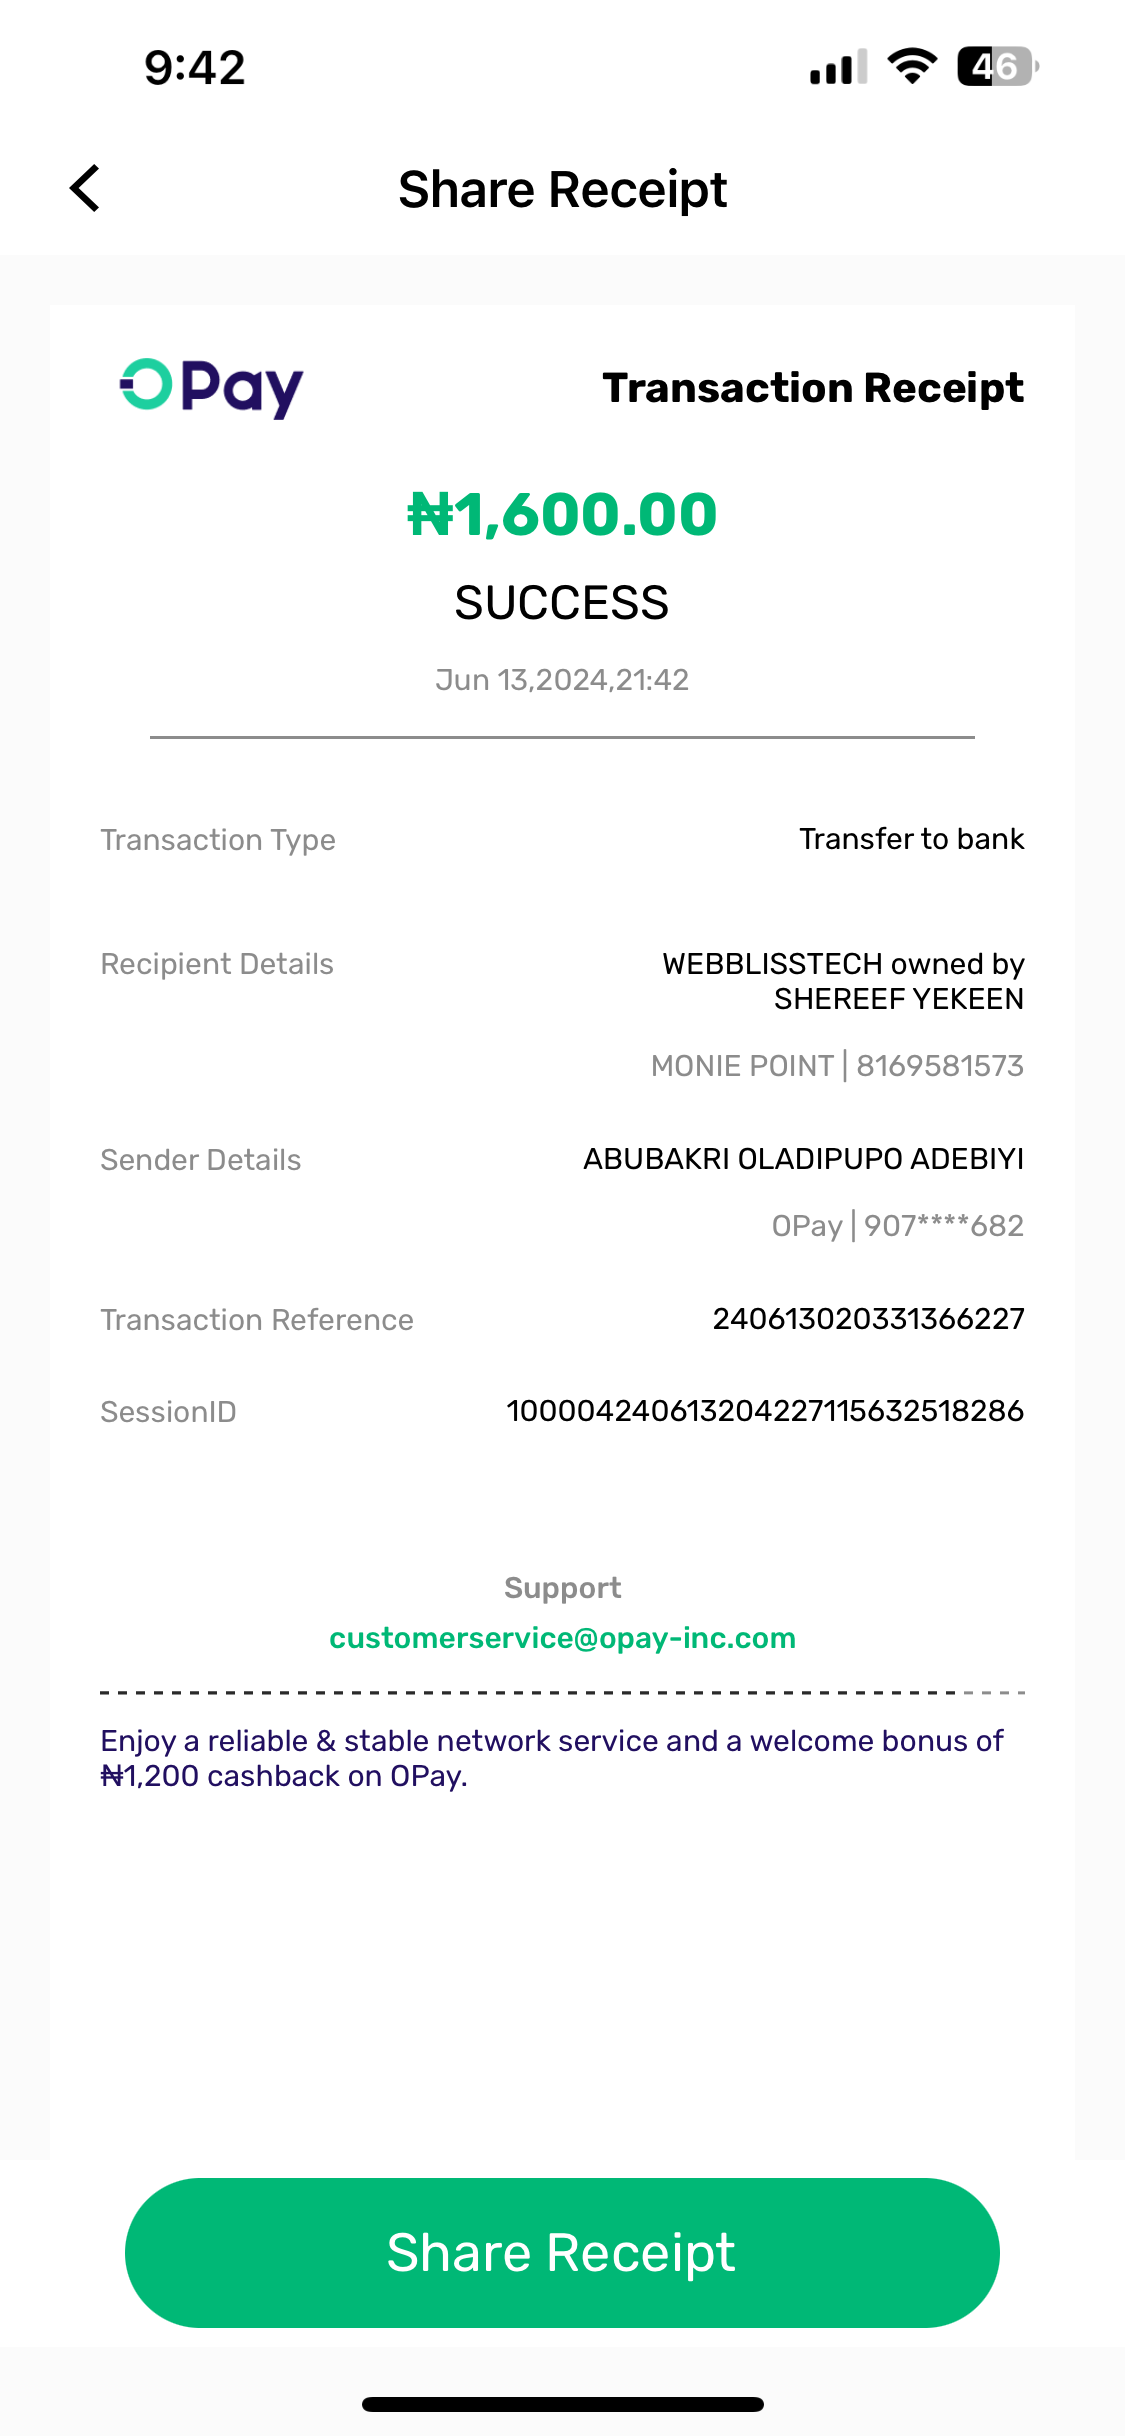 9:42
46
Share Receipt
OPay
Transaction Receipt
₦1,600.00
SUCCESS
Jun 13,2024,21:42
Transaction Type
Transfer to bank
Recipient Details
WEBBLISSTECH owned by
SHEREEF YEKEEN
MONIE POINT | 8169581573
Sender Details
ABUBAKRI OLADIPUPO ADEBIYI
OPay | 907****682
Transaction Reference
240613020331366227
SessionID
100004240613204227115632518286
Support
customerservice@opay-inc.com
Enjoy a reliable & stable network service and a welcome bonus of
₦1,200 cashback on OPay.
Share Receipt